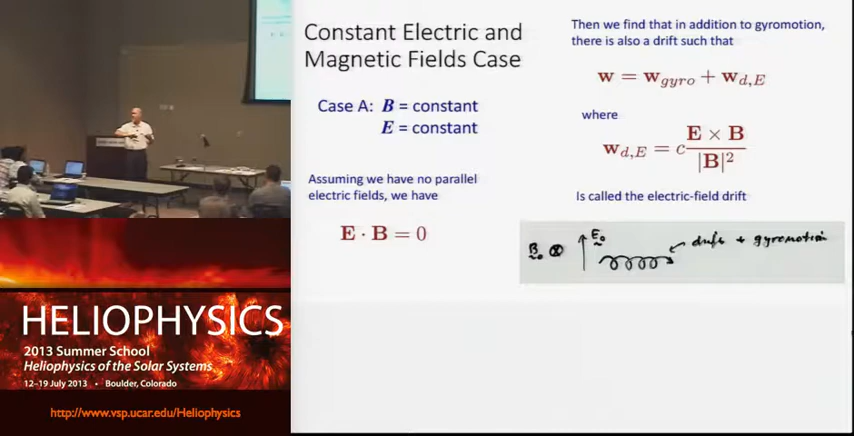 Constant Electric and
Magnetic Fields Case
Case A: B = constant
E = constant
Assuming we have no parallel
electric fields, we have
E · B = 0
Then we find that in addition to gyromotion,
there is also a drift such that
w = w_gyro + w_d,E
where
w_d,E = c E × B / |B|²
Is called the electric-field drift
B₀ ⊗ E₀ drift + gyromotion
HELIOPHYSICS
2013 Summer School
Heliophysics of the Solar Systems
12–19 July 2013 • Boulder, Colorado
http://www.vsp.ucar.edu/Heliophysics